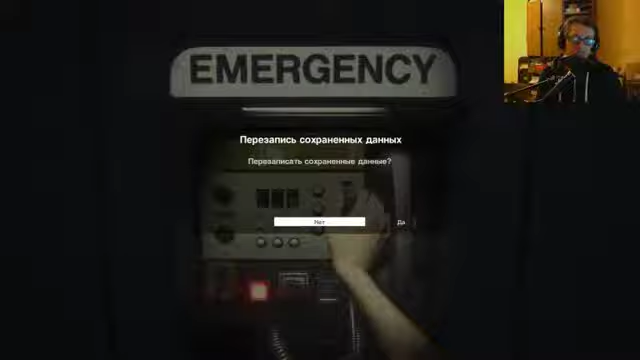 EMERGENCY
Перезапись сохраненных данных
Перезаписать сохраненные данные?
Нет
Да